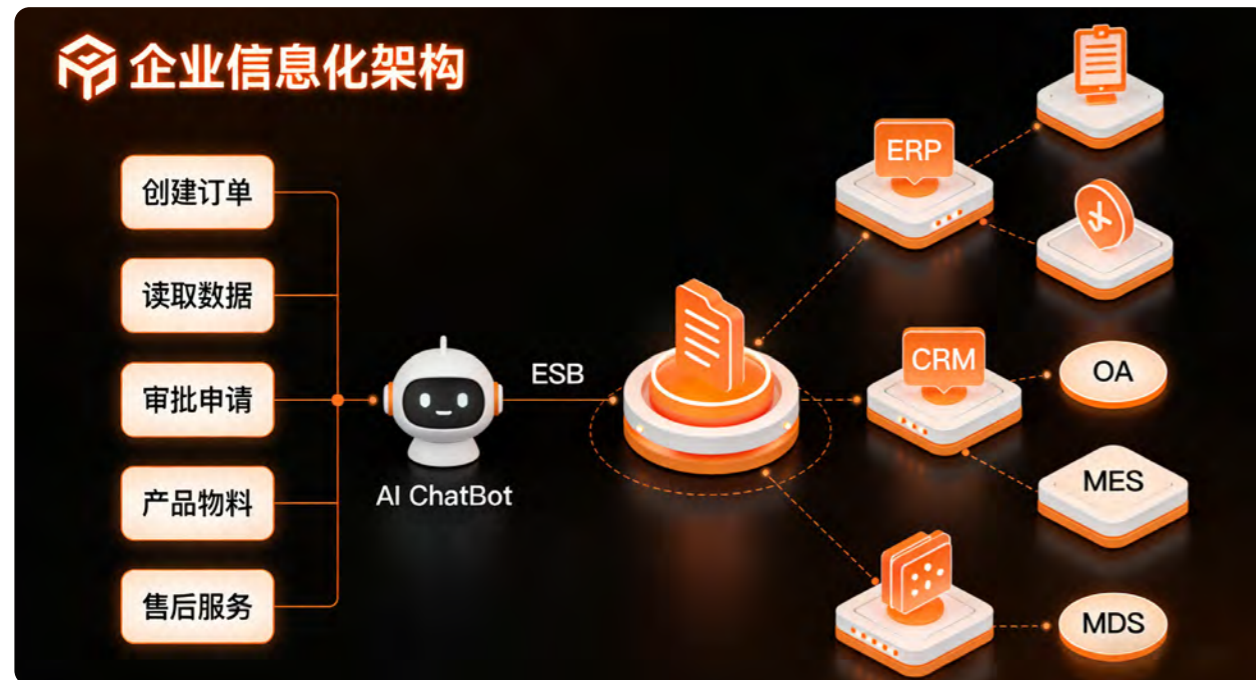 企业信息化架构
创建订单
读取数据
审批申请
产品物料
售后服务
AI ChatBot
ESB
ERP
CRM
OA
MES
MDS